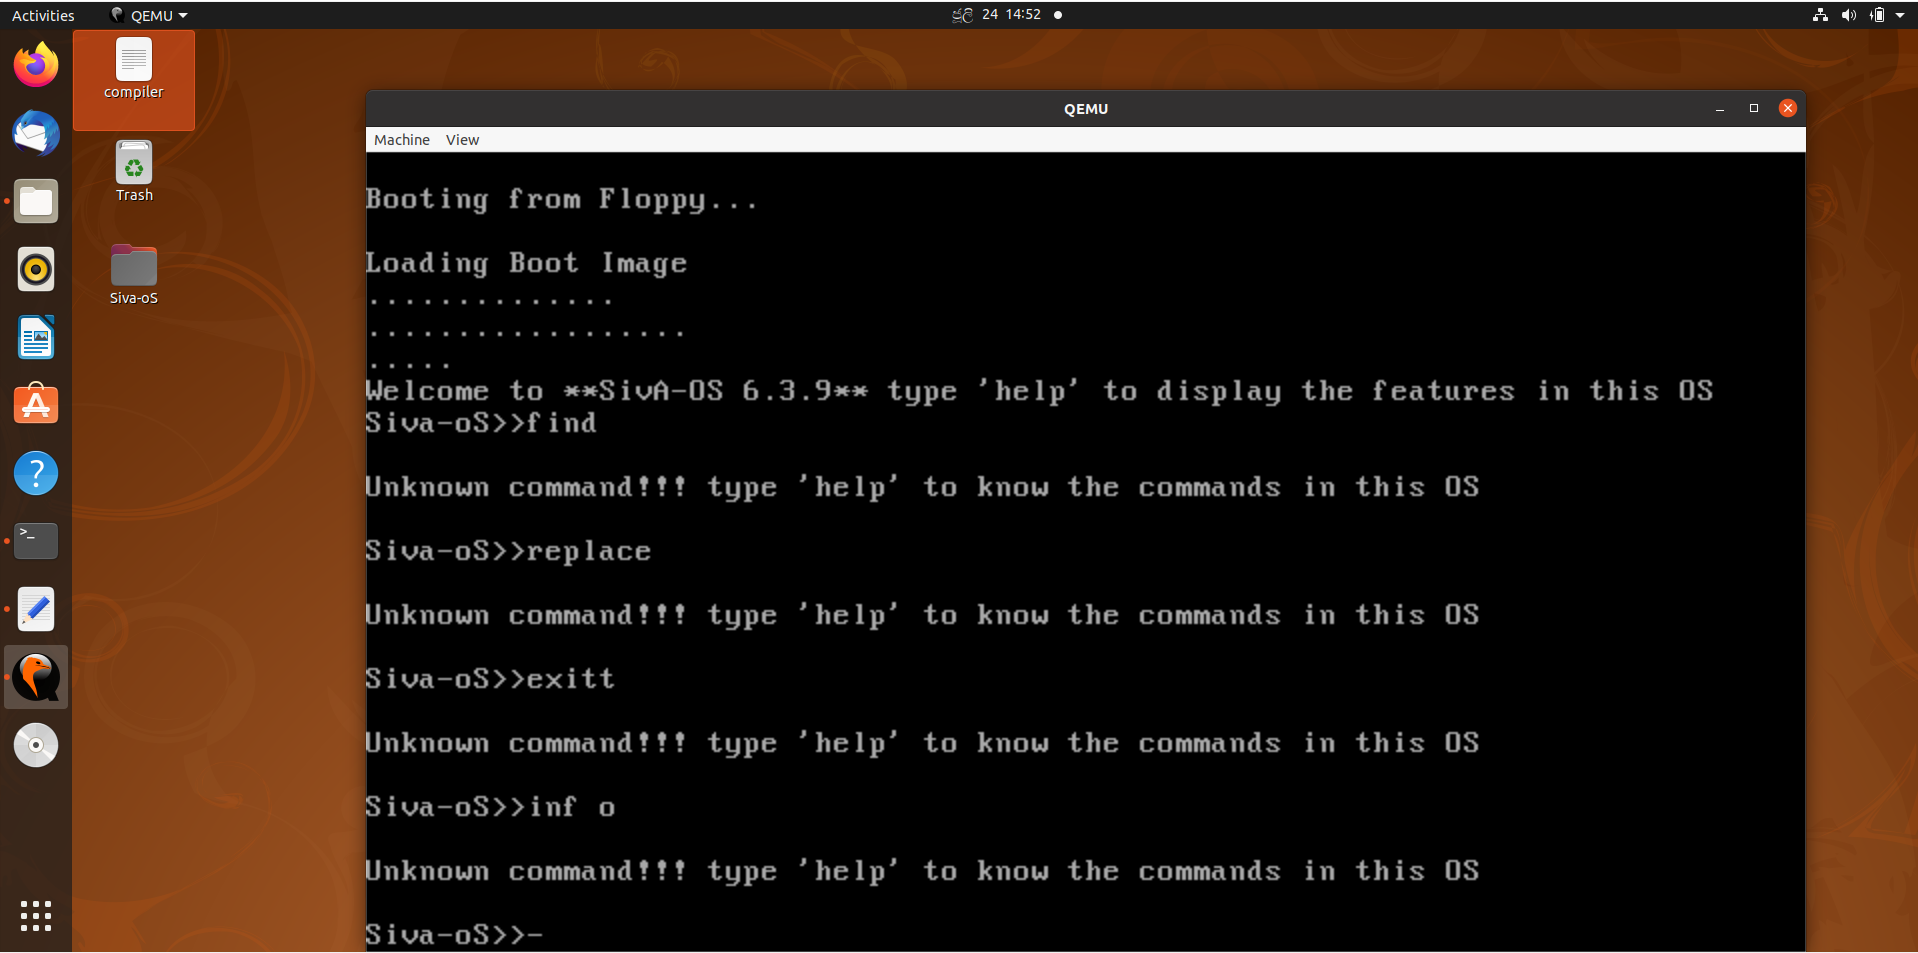 Activities
QEMU
ජූලි 24 14:52
compiler
Trash
Siva-oS
QEMU
Machine View
Booting from Floppy...
Loading Boot Image
..............
..................
.....
Welcome to **SivA-OS 6.3.9** type 'help' to display the features in this OS
Siva-oS>>find
Unknown command!!! type 'help' to know the commands in this OS
Siva-oS>>replace
Unknown command!!! type 'help' to know the commands in this OS
Siva-oS>>exitt
Unknown command!!! type 'help' to know the commands in this OS
Siva-oS>>inf o
Unknown command!!! type 'help' to know the commands in this OS
Siva-oS>>-